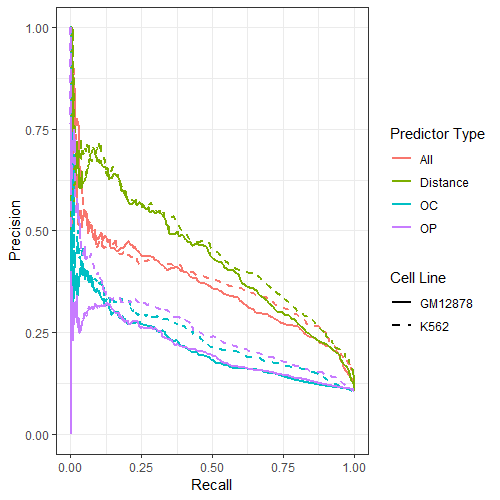 1.00
0.75
0.50
0.25
0.00
Precision
0.00 0.25 0.50 0.75 1.00
Recall
Predictor Type
All
Distance
OC
OP
Cell Line
GM12878
K562